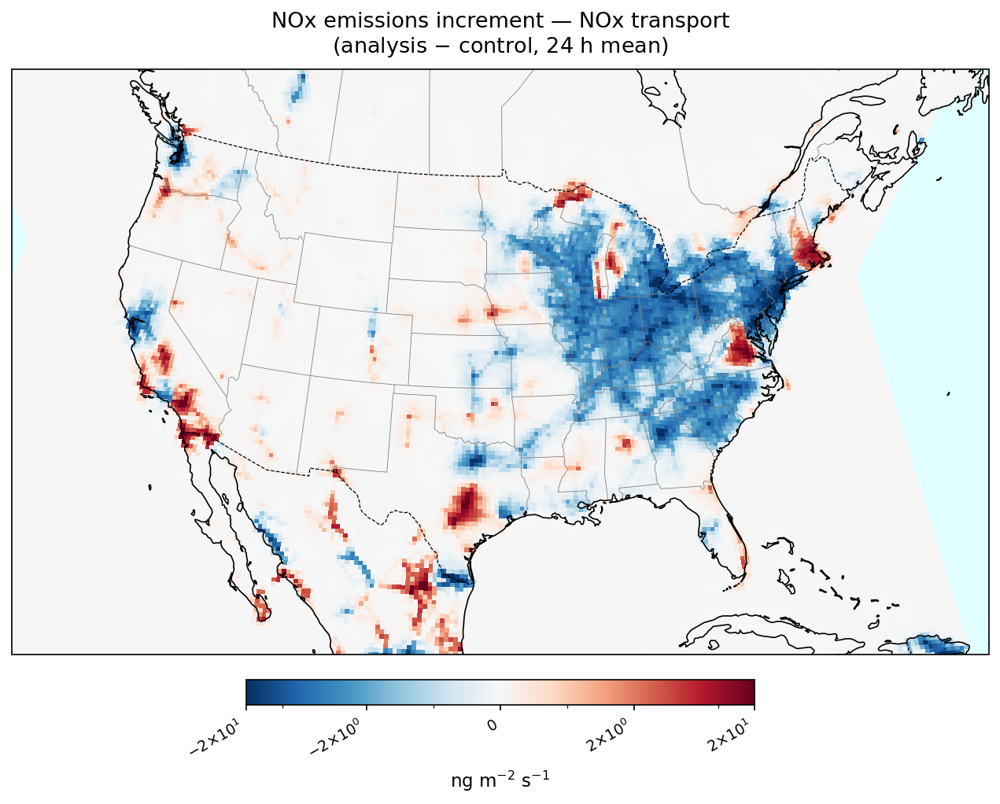 NOx emissions increment — NOx transport
(analysis − control, 24 h mean)
−2×10¹
−2×10⁰
0
2×10⁰
2×10¹
ng m⁻² s⁻¹